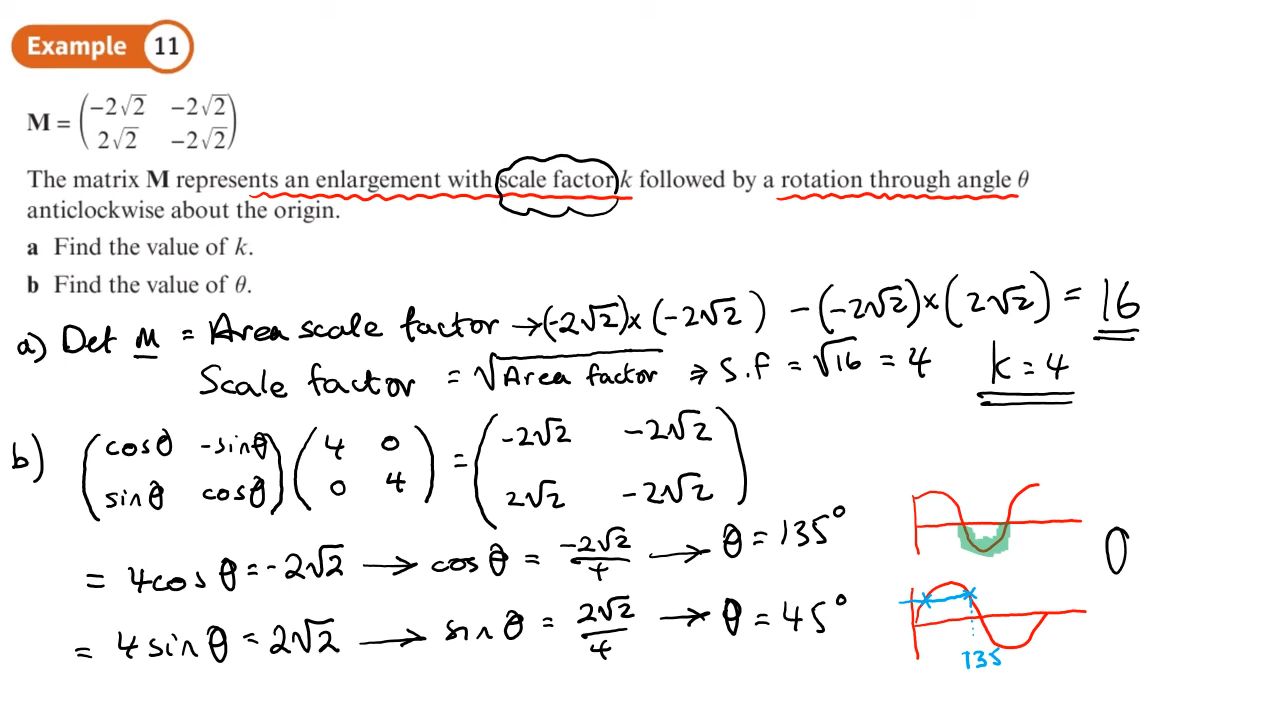 Example 11
M = (−2√2 −2√2
2√2 −2√2)
The matrix M represents an enlargement with scale factor k followed by a rotation through angle θ
anticlockwise about the origin.
a Find the value of k.
b Find the value of θ.
a) Det M = Area scale factor → (-2√2) × (-2√2) - (-2√2) × (2√2) = 16
Scale factor = √Area factor ⇒ S.f = √16 = 4 k = 4
b) (cosθ -sinθ) (4 0) = (-2√2 -2√2)
(sinθ cosθ) (0 4) (2√2 -2√2)
= 4cosθ = -2√2 → cosθ = -2√2/4 → θ = 135°
= 4sinθ = 2√2 → sinθ = 2√2/4 → θ = 45°
θ
135